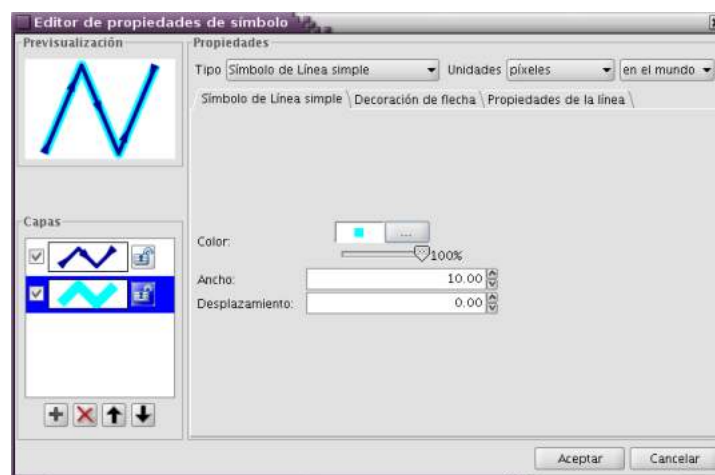 Editor de propiedades de símbolo
Previsualización
Propiedades
Tipo Símbolo de Línea simple Unidades píxeles en el mundo
Símbolo de Línea simple \ Decoración de flecha \ Propiedades de la línea \
Capas
Color: ...
100%
Ancho: 10.00
Desplazamiento: 0.00
Aceptar Cancelar